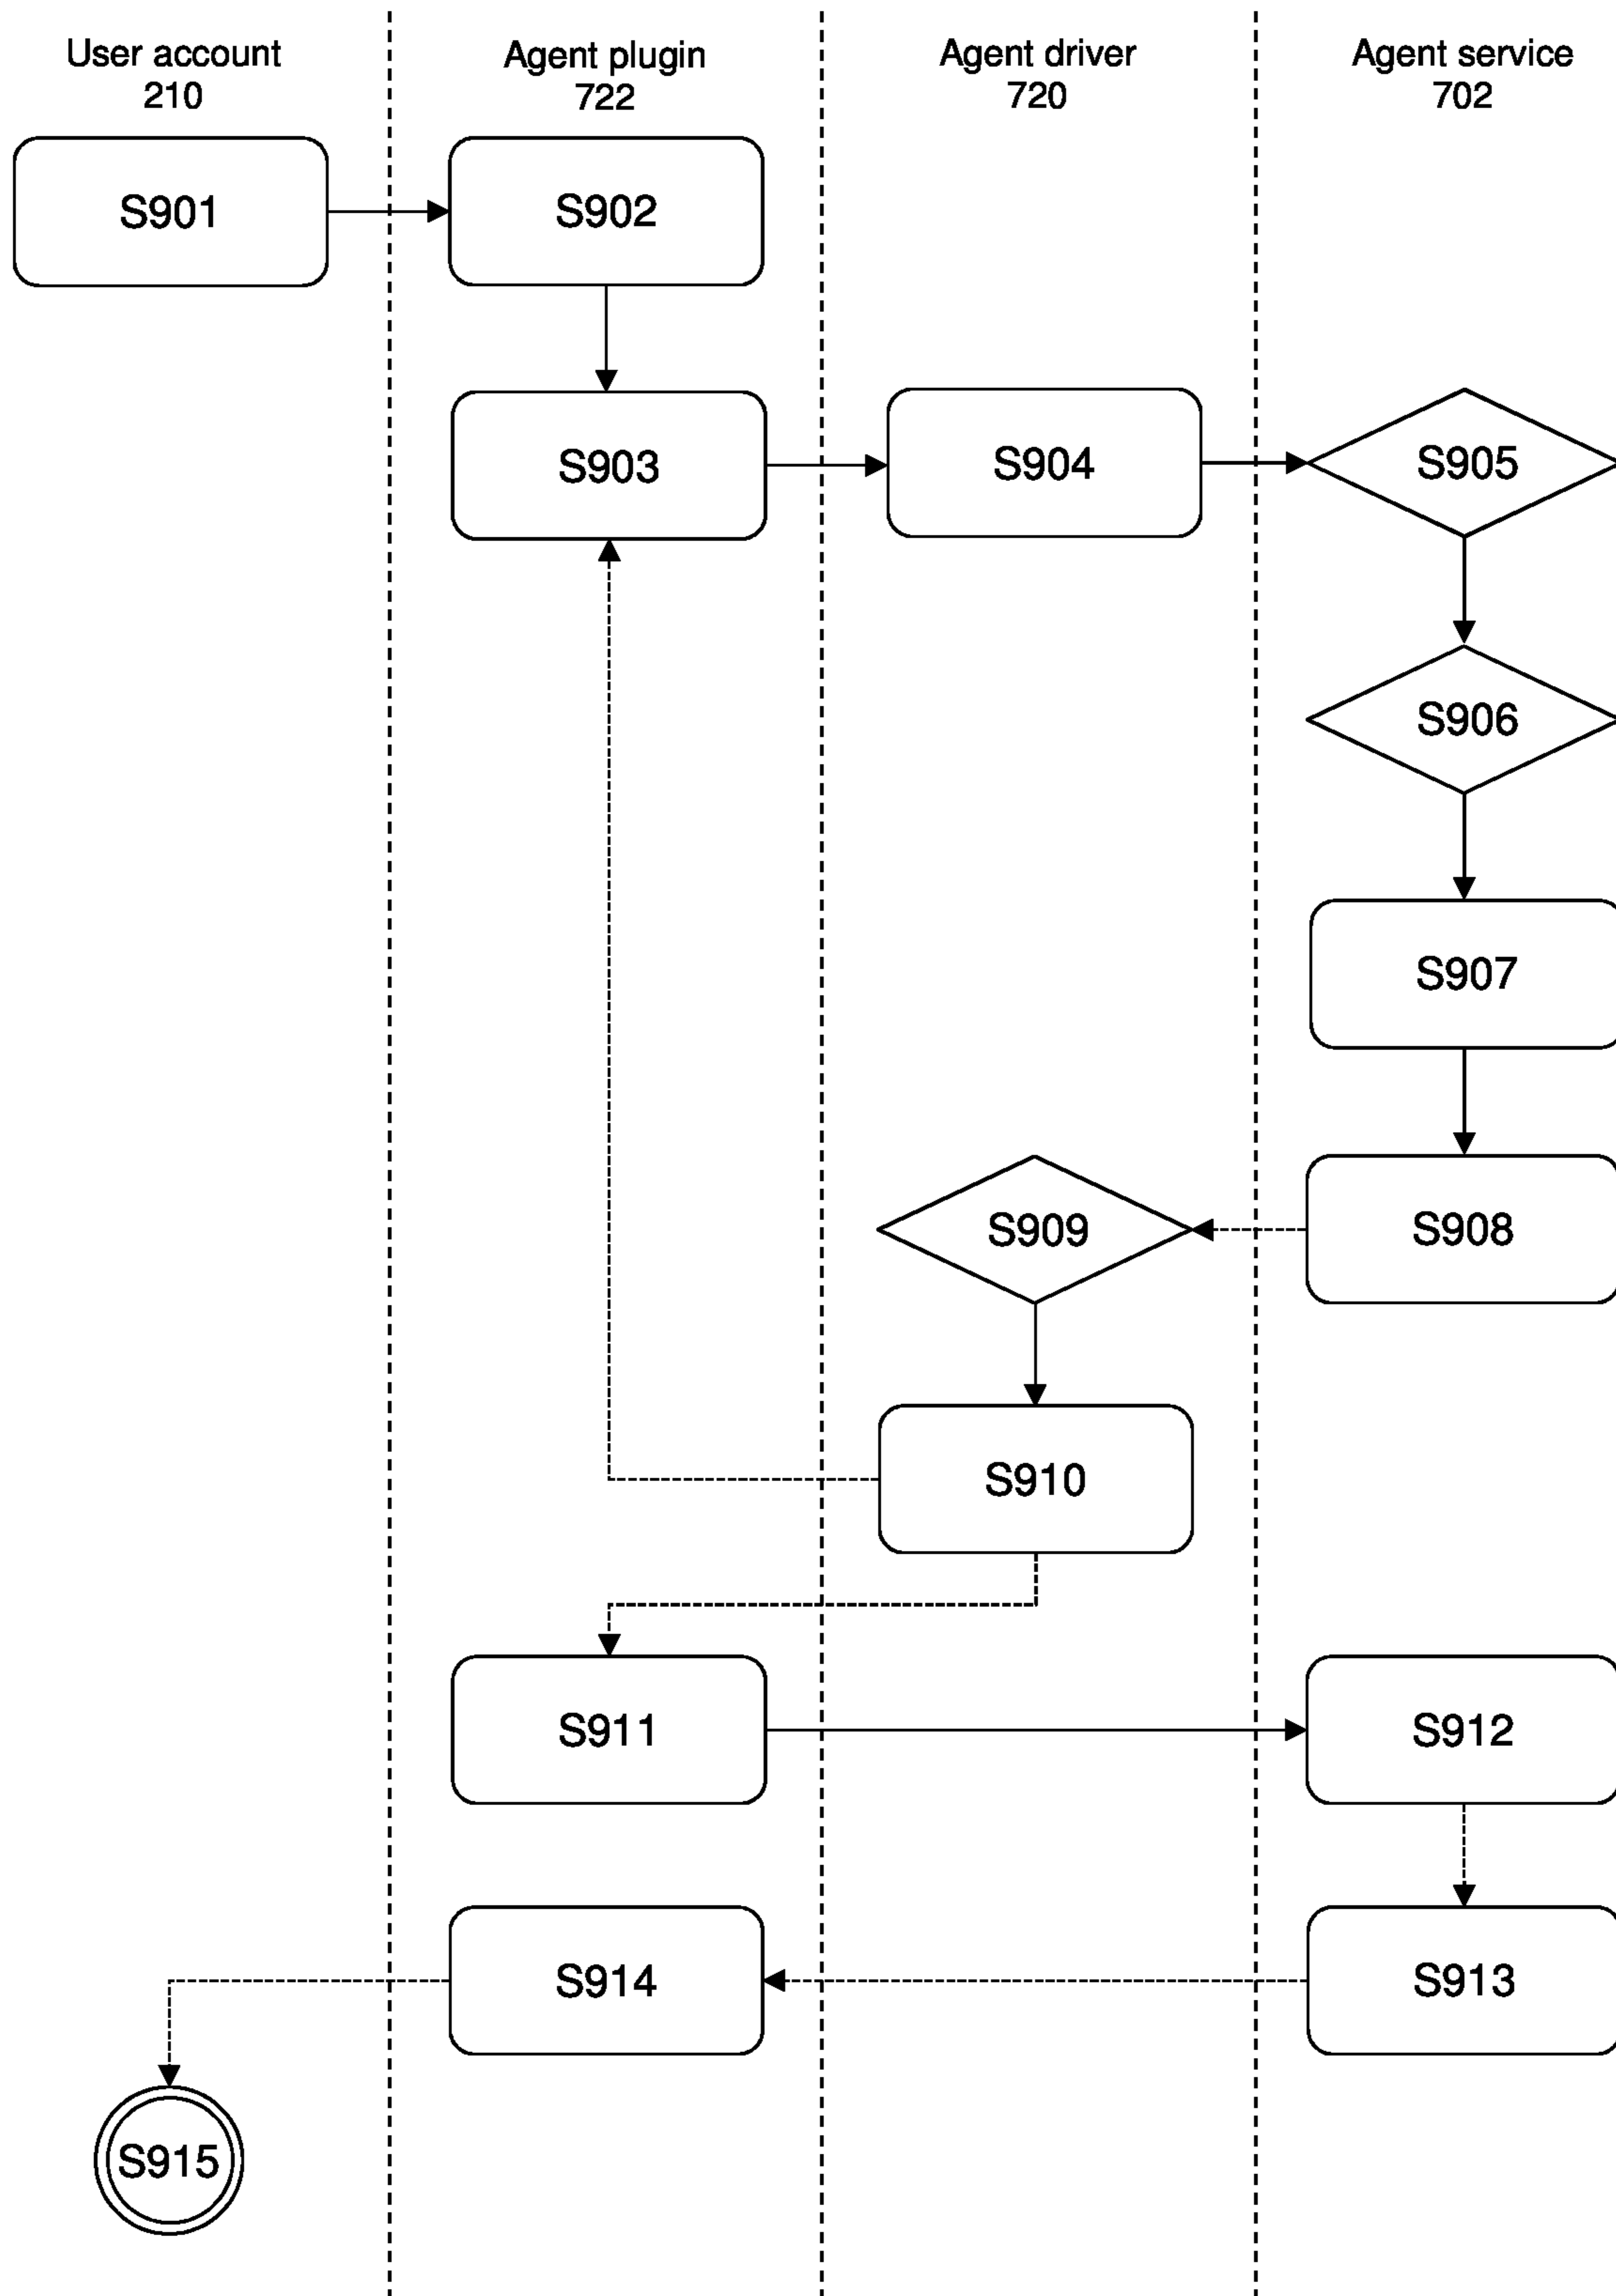 User account
210
Agent plugin
722
Agent driver
720
Agent service
702
S901
S902
S903
S904
S905
S906
S907
S909
S908
S910
S911
S912
S914
S913
S915